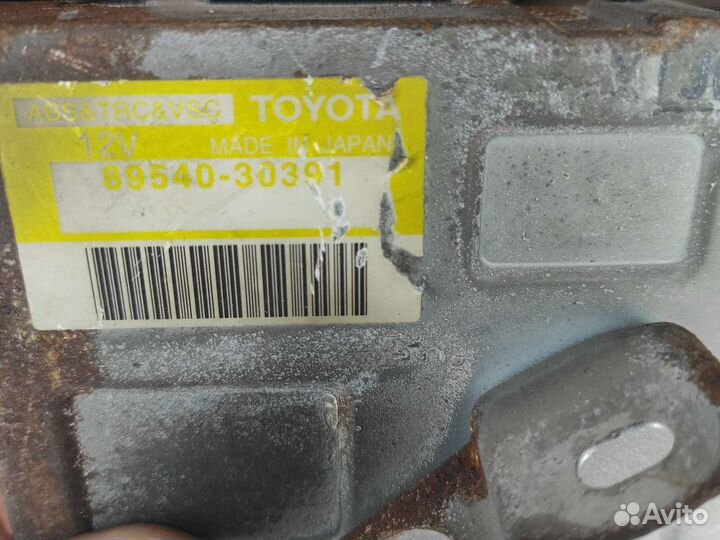 ABS&TRC&VSC TOYOTA
12V MADE IN JAPAN
89540-30391
Avito